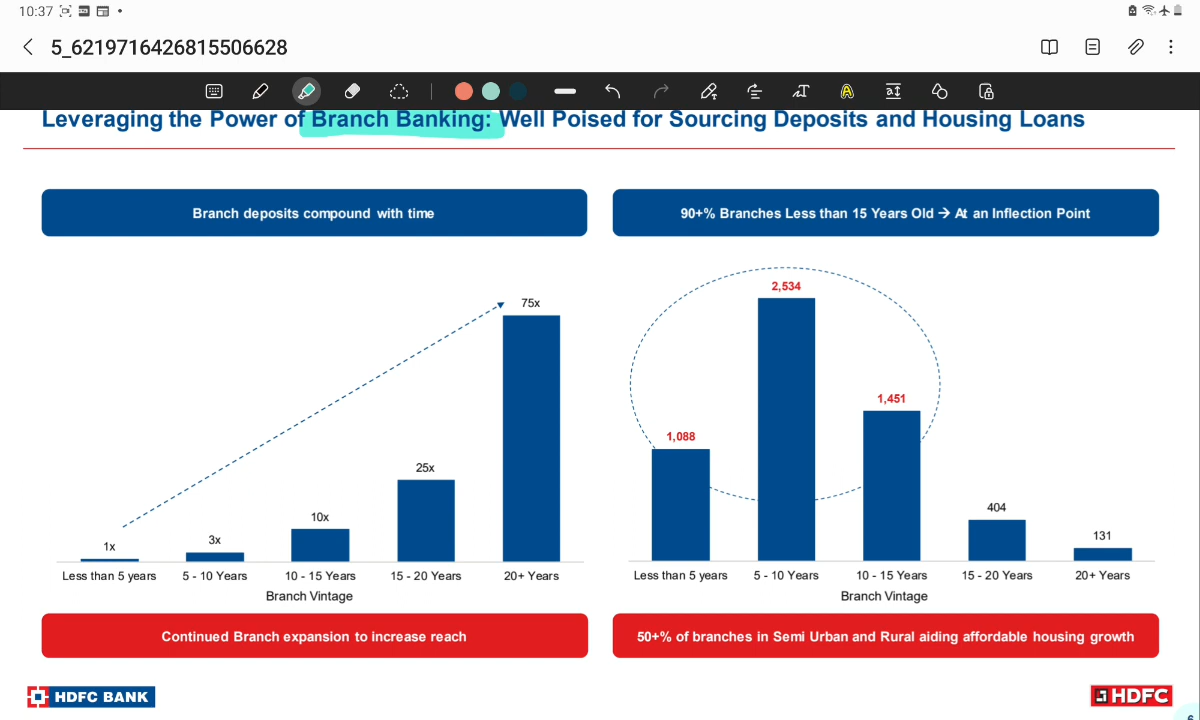 10:37
5_6219716426815506628
Leveraging the Power of Branch Banking: Well Poised for Sourcing Deposits and Housing Loans
Branch deposits compound with time
75x
25x
10x
3x
1x
Less than 5 years 5 - 10 Years 10 - 15 Years 15 - 20 Years 20+ Years
Branch Vintage
Continued Branch expansion to increase reach
90+% Branches Less than 15 Years Old → At an Inflection Point
2,534
1,451
1,088
404
131
Less than 5 years 5 - 10 Years 10 - 15 Years 15 - 20 Years 20+ Years
Branch Vintage
50+% of branches in Semi Urban and Rural aiding affordable housing growth
HDFC BANK
HDFC